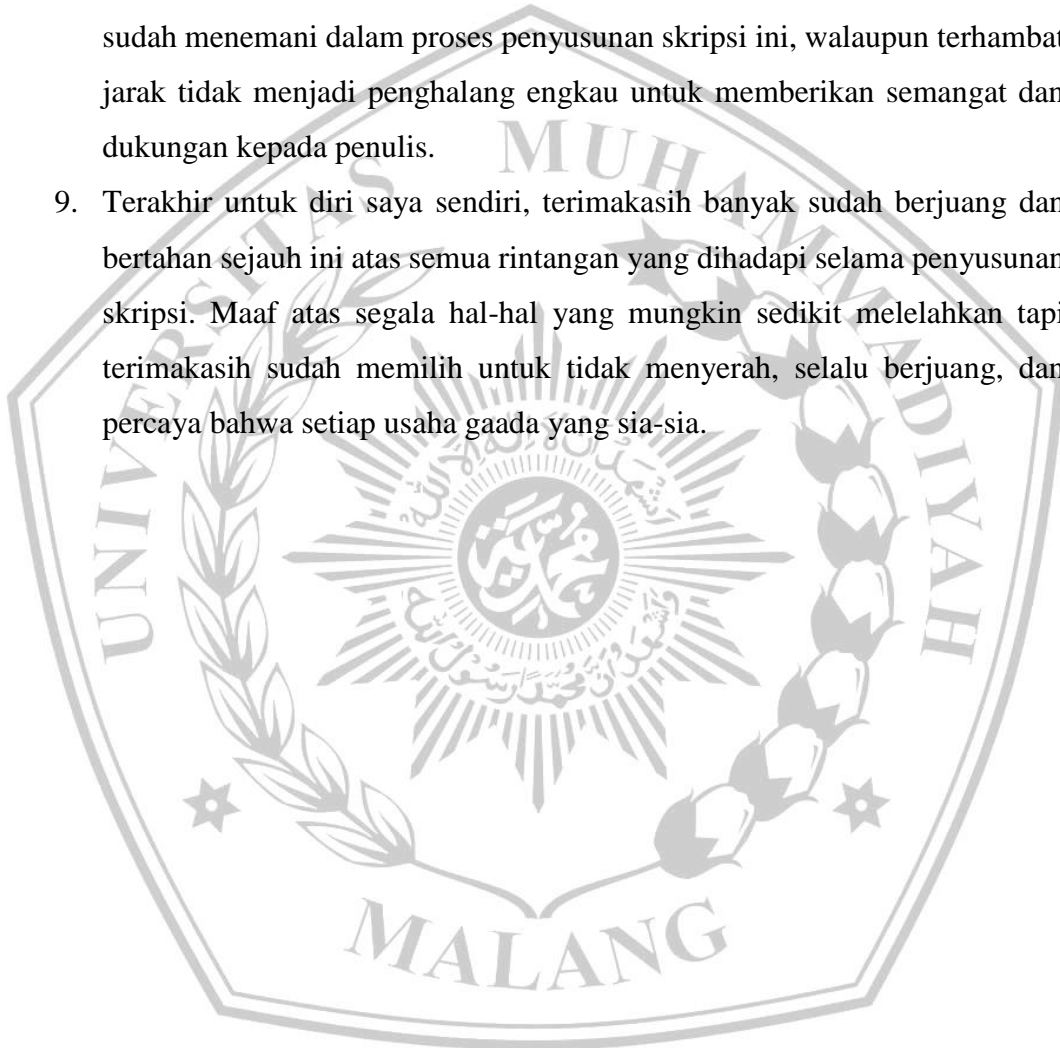 sudah menemani dalam proses penyusunan skripsi ini, walaupun terhambat
jarak tidak menjadi penghalang engkau untuk memberikan semangat dan
dukungan kepada penulis.
9. Terakhir untuk diri saya sendiri, terimakasih banyak sudah berjuang dan
bertahan sejauh ini atas semua rintangan yang dihadapi selama penyusunan
skripsi. Maaf atas segala hal-hal yang mungkin sedikit melelahkan tapi
terimakasih sudah memilih untuk tidak menyerah, selalu berjuang, dan
percaya bahwa setiap usaha gaada yang sia-sia.
UNIVERSITAS MUHAMMADIYAH
MALANG